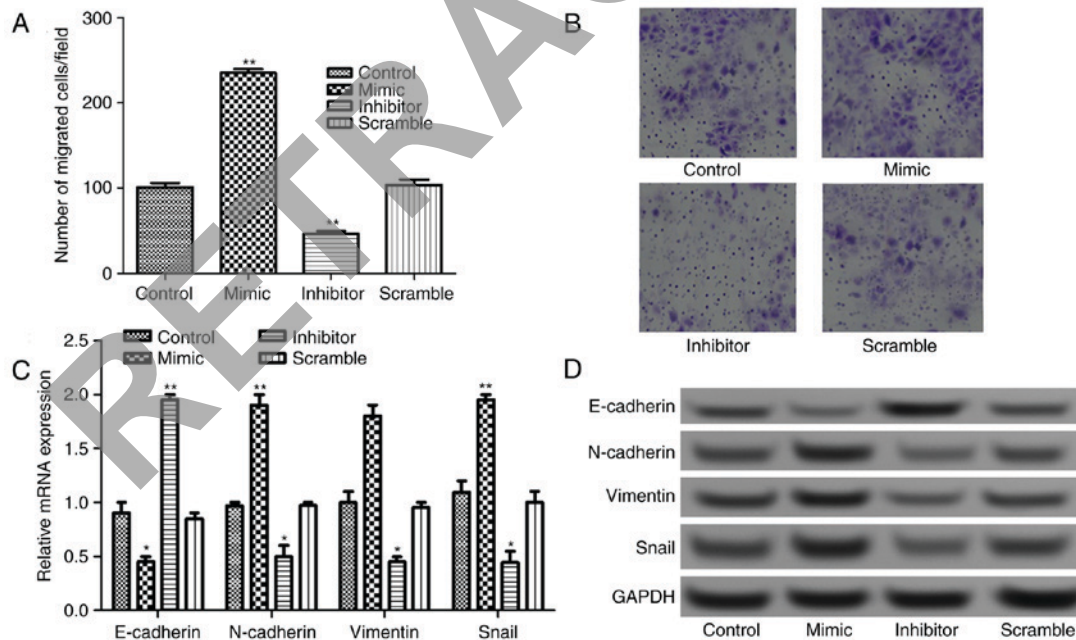 A
300
200
100
0
Number of migrated cells/field
**
**
Control
Mimic
Inhibitor
Scramble
Control
Mimic
Inhibitor
Scramble
B
Control
Mimic
Inhibitor
Scramble
C
Control
Mimic
Inhibitor
Scramble
2.5
2.0
1.5
1.0
0.5
0.0
Relative mRNA expression
*
**
**
*
*
**
*
E-cadherin
N-cadherin
Vimentin
Snail
D
E-cadherin
N-cadherin
Vimentin
Snail
GAPDH
Control
Mimic
Inhibitor
Scramble